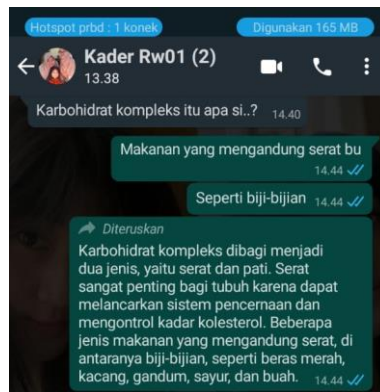 Hotspot prbd : 1 konek
Digunakan 165 MB
Kader Rw01 (2)
13.38
Karbohidrat kompleks itu apa si..? 14.40
Makanan yang mengandung serat bu
14.44
Seperti biji-bijian 14.44
Diteruskan
Karbohidrat kompleks dibagi menjadi
dua jenis, yaitu serat dan pati. Serat
sangat penting bagi tubuh karena dapat
melancarkan sistem pencernaan dan
mengontrol kadar kolesterol. Beberapa
jenis makanan yang mengandung serat, di
antaranya biji-bijian, seperti beras merah,
kacang, gandum, sayur, dan buah. 14.44